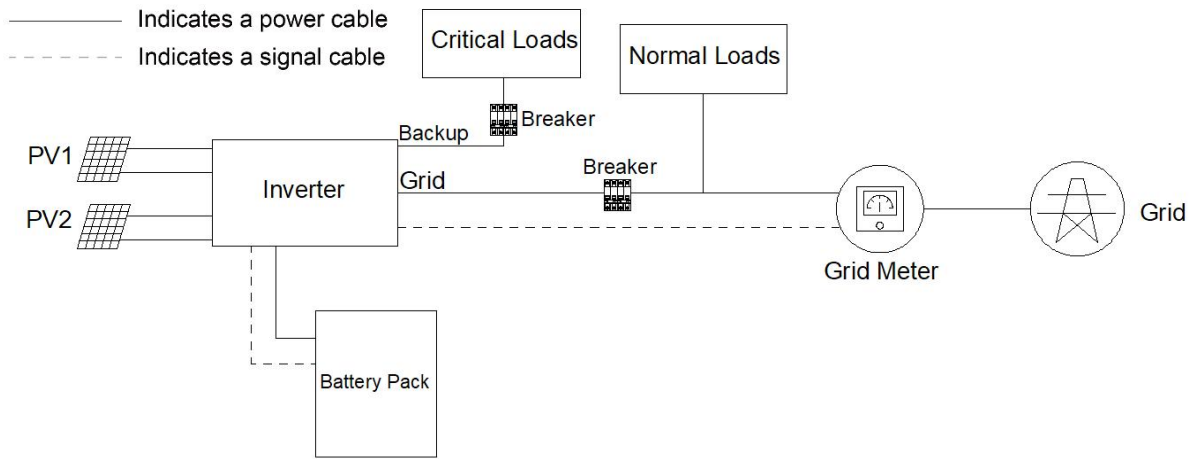 Indicates a power cable
Indicates a signal cable
Critical Loads
Normal Loads
Breaker
Backup
Breaker
PV1
Inverter
Grid
PV2
Grid
Grid Meter
Battery Pack